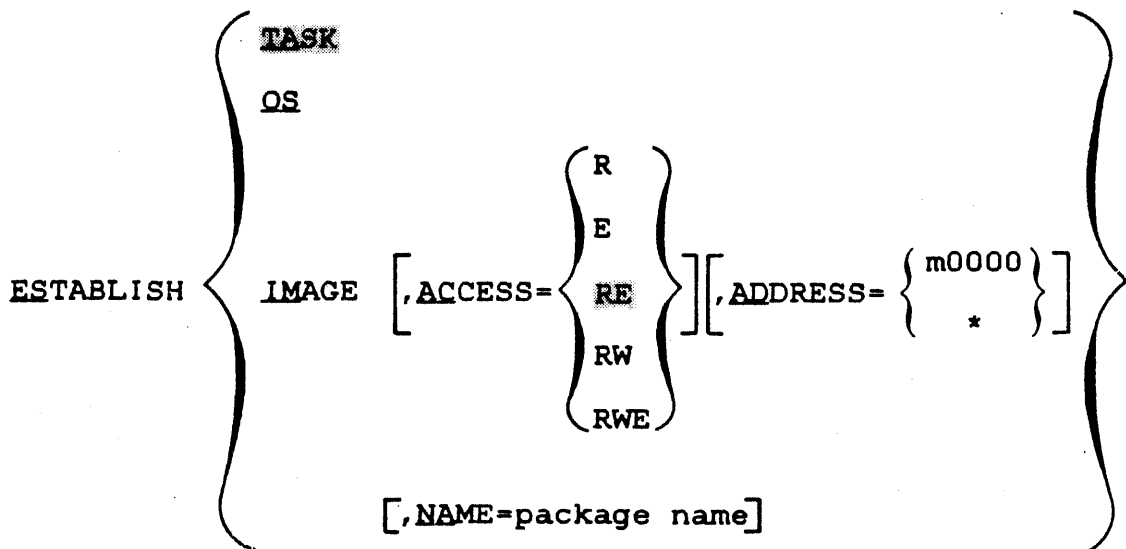 TASK
OS
R
E
ESTABLISH IMAGE [,ACCESS= RE ][,ADDRESS= m0000 ]
*
RW
RWE
[,NAME=package name]